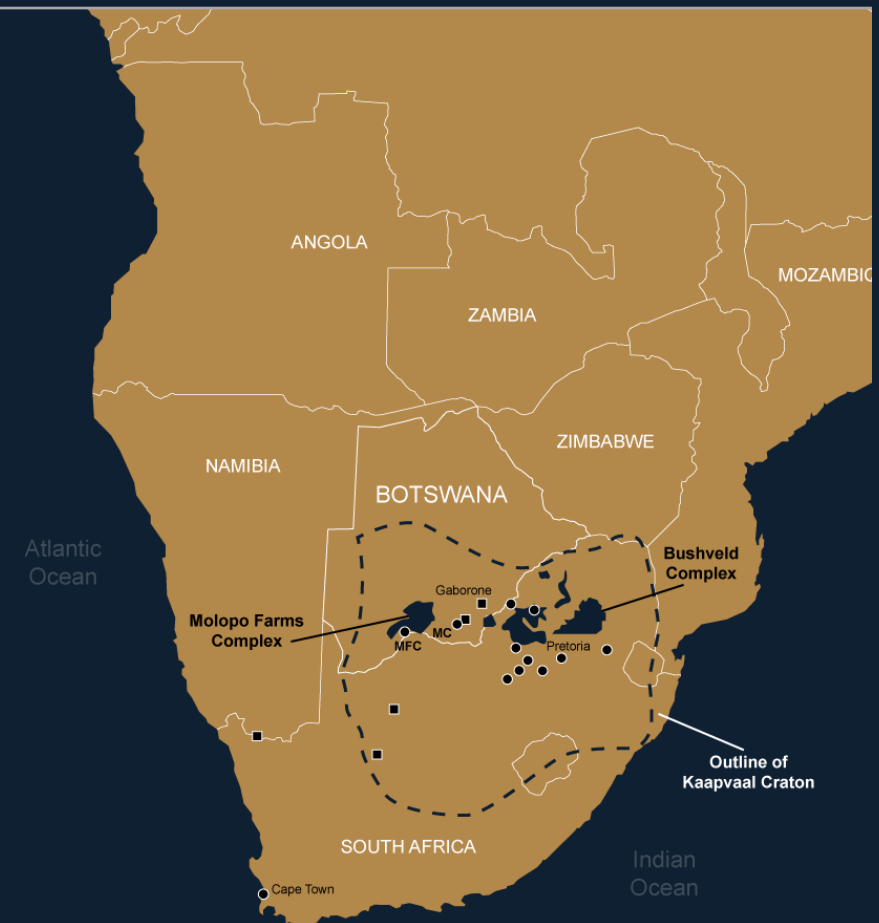 ANGOLA
MOZAMBIC
ZAMBIA
ZIMBABWE
NAMIBIA
BOTSWANA
Atlantic
Ocean
Bushveld
Complex
Gaborone
Molopo Farms
Complex
MC
MFC
Pretoria
Outline of
Kaapvaal Craton
SOUTH AFRICA
Indian
Ocean
Cape Town